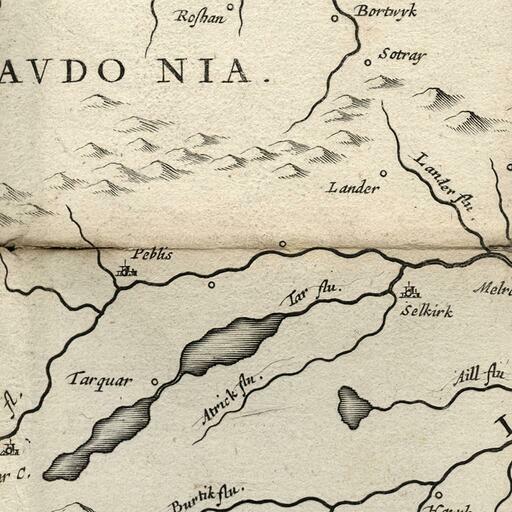 Bortwyk
Roshan
Sotray
AVDO NIA.
Lander
Lander flu.
Peblis
Iar flu.
Melr
Selkirk
Tarquar
Atrick flu.
Aill flu
fl.
C.
Burtik flu.